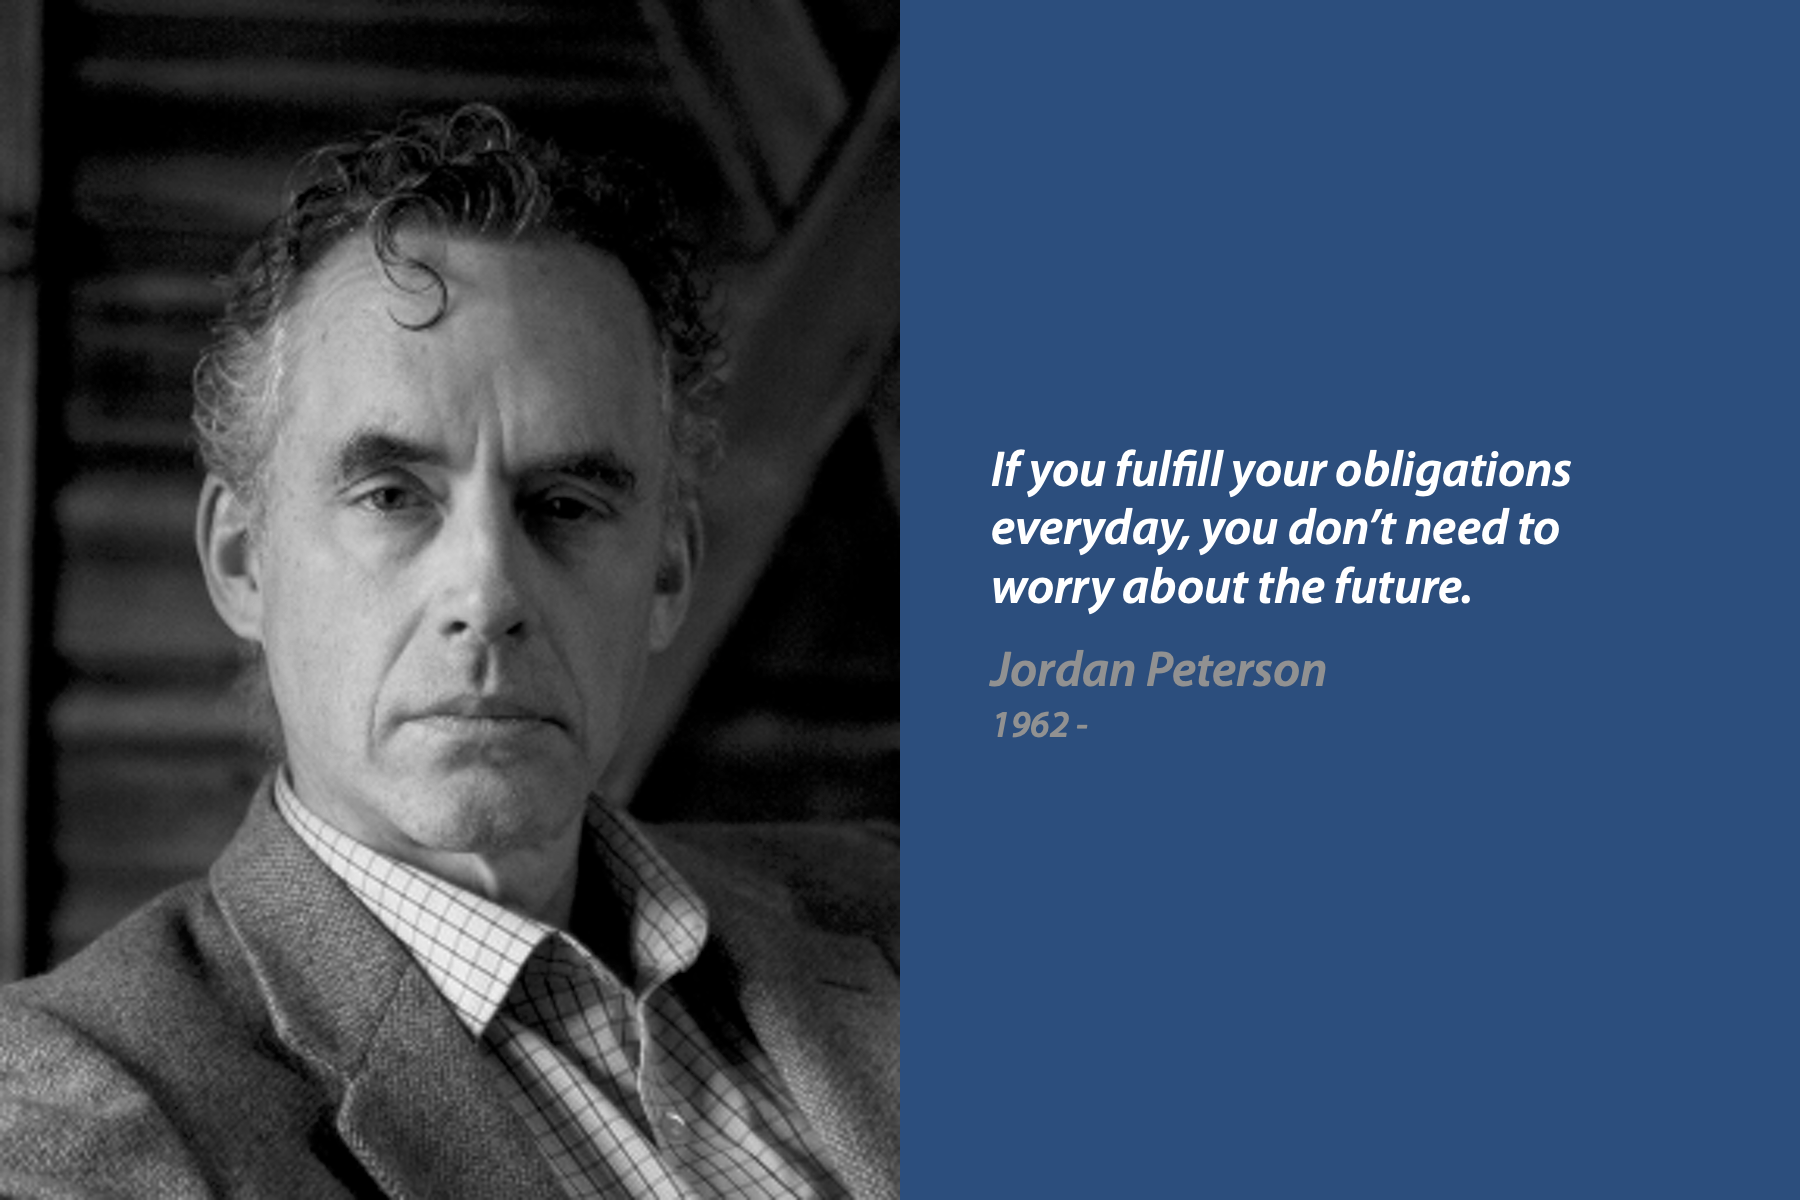 If you fulfill your obligations
everyday, you don’t need to
worry about the future.
Jordan Peterson
1962 -